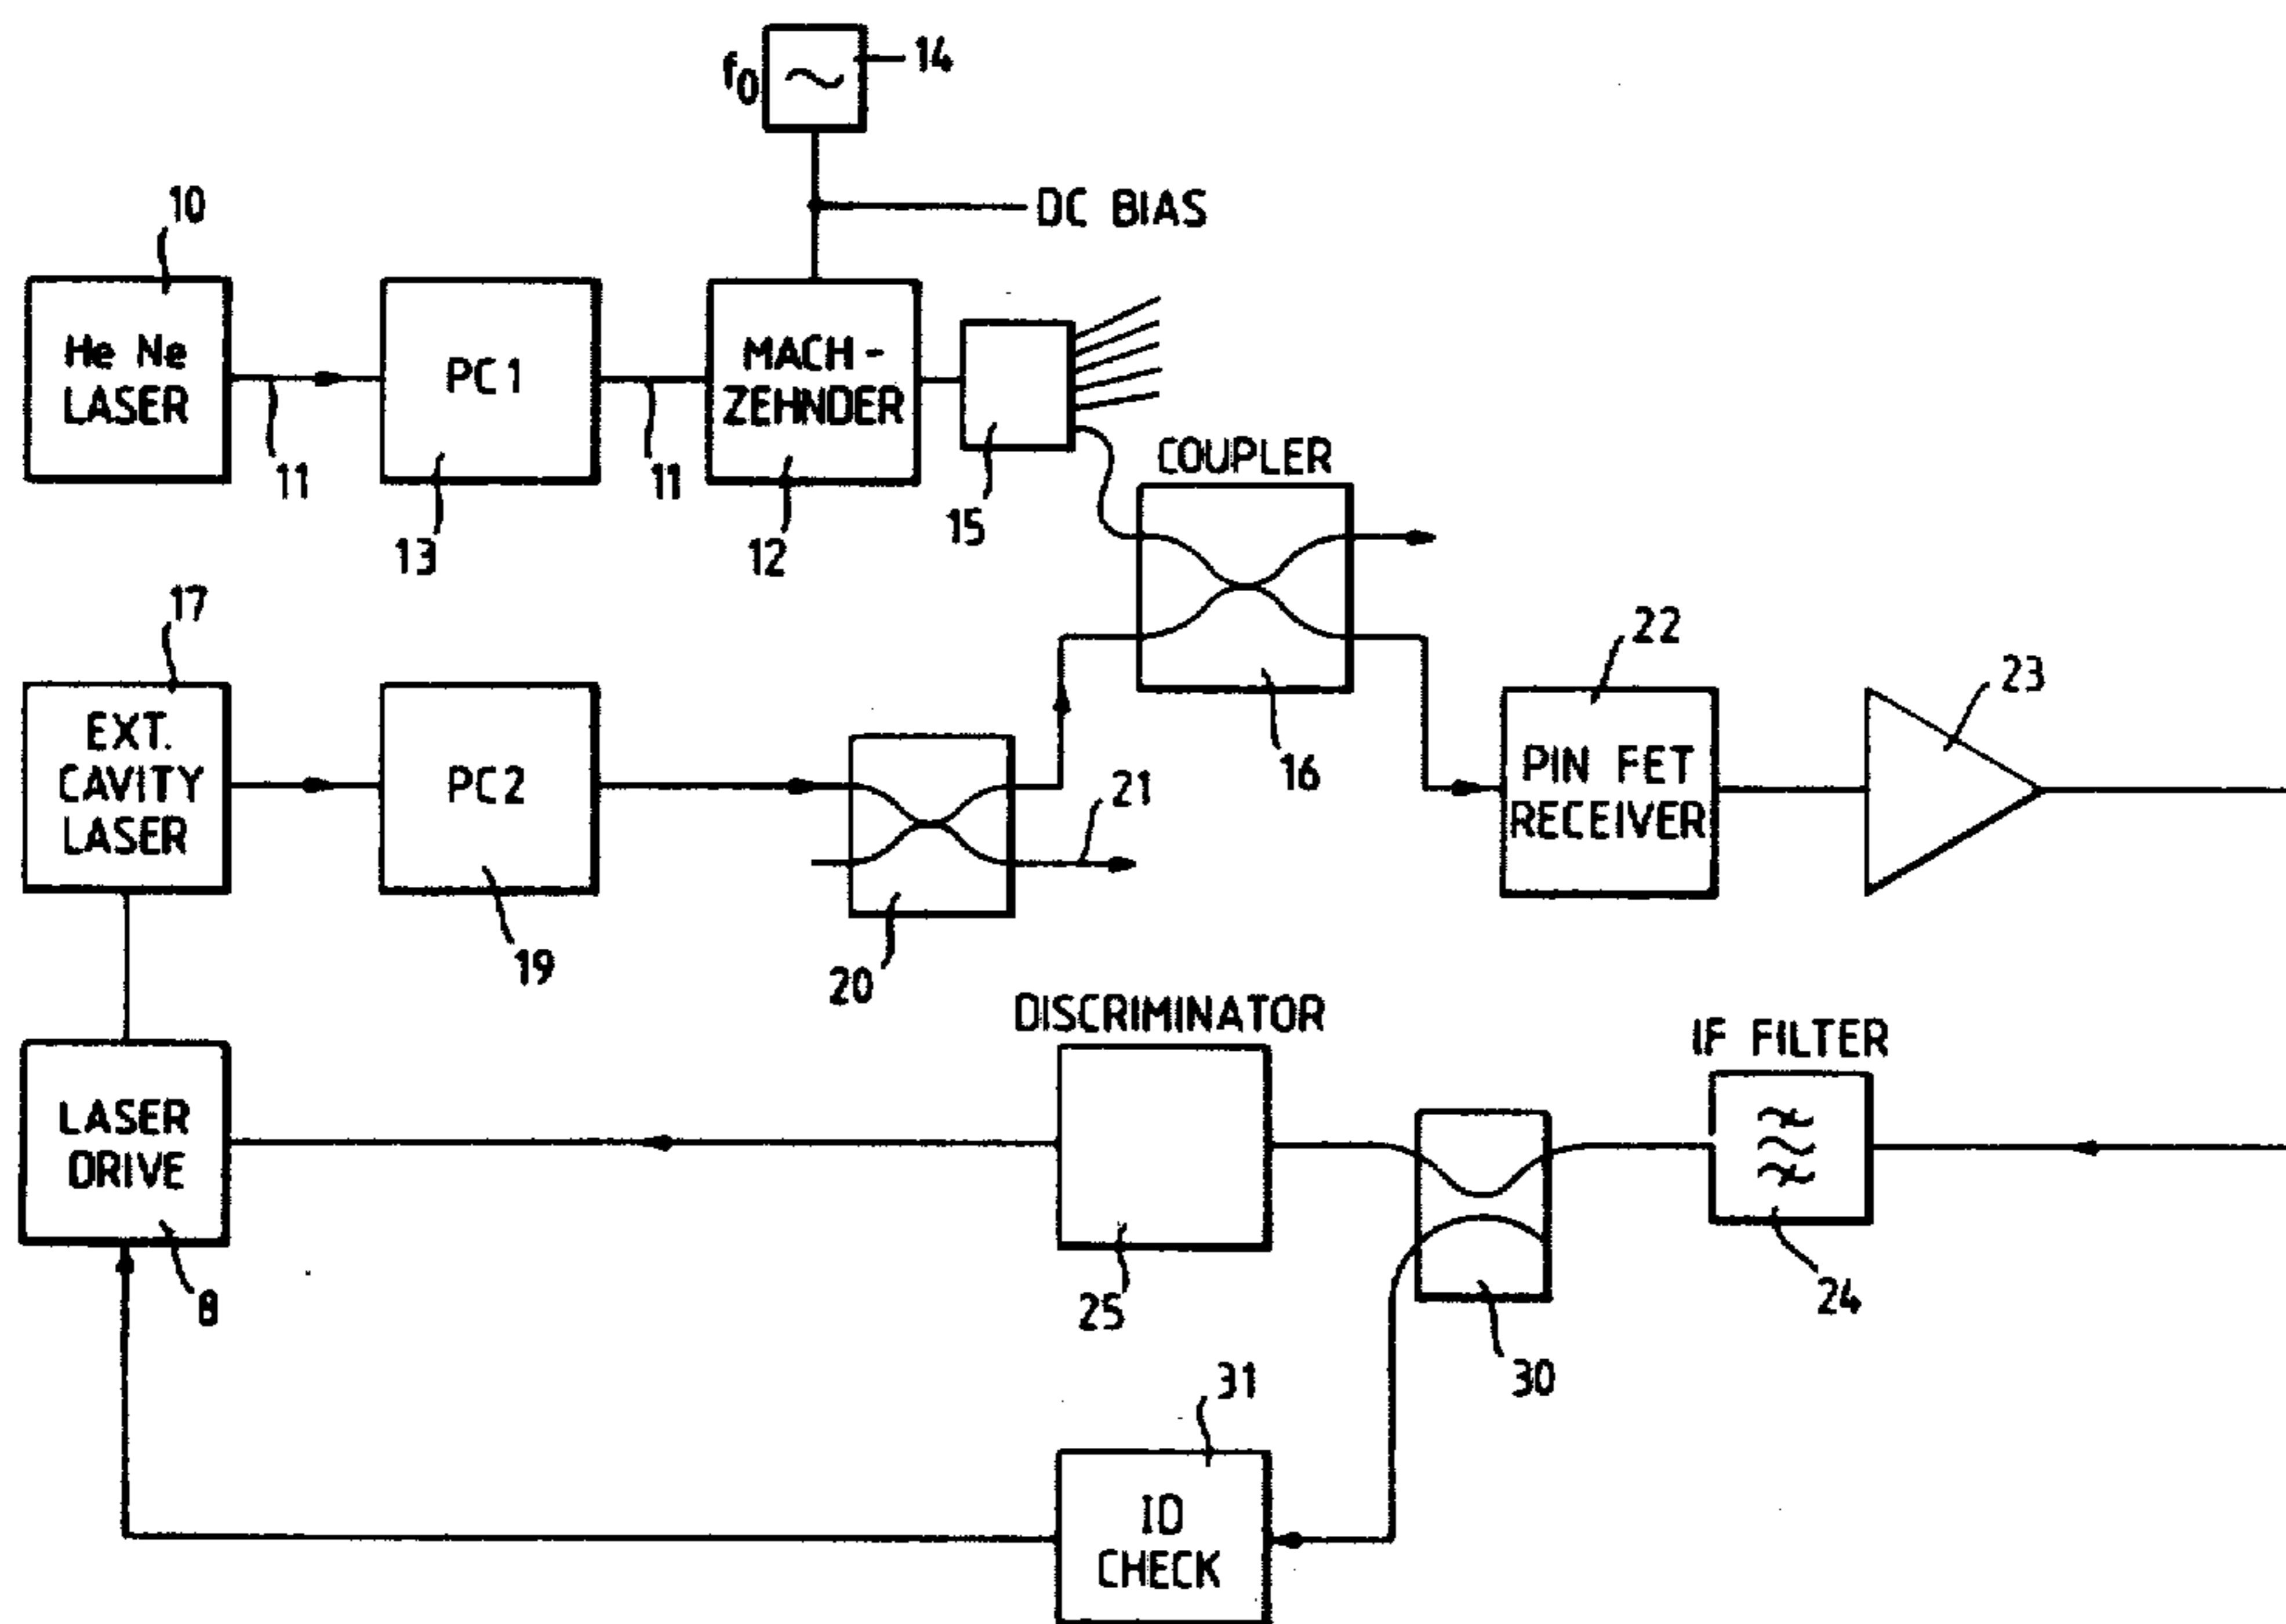 f0
14
DC BIAS
10
He Ne
LASER
11
PC1
13
11
MACH-
ZEHNDER
12
15
COUPLER
16
17
EXT.
CAVITY
LASER
PC2
19
20
21
22
PIN FET
RECEIVER
23
DISCRIMINATOR
25
IF FILTER
24
30
LASER
DRIVE
8
31
ID
CHECK